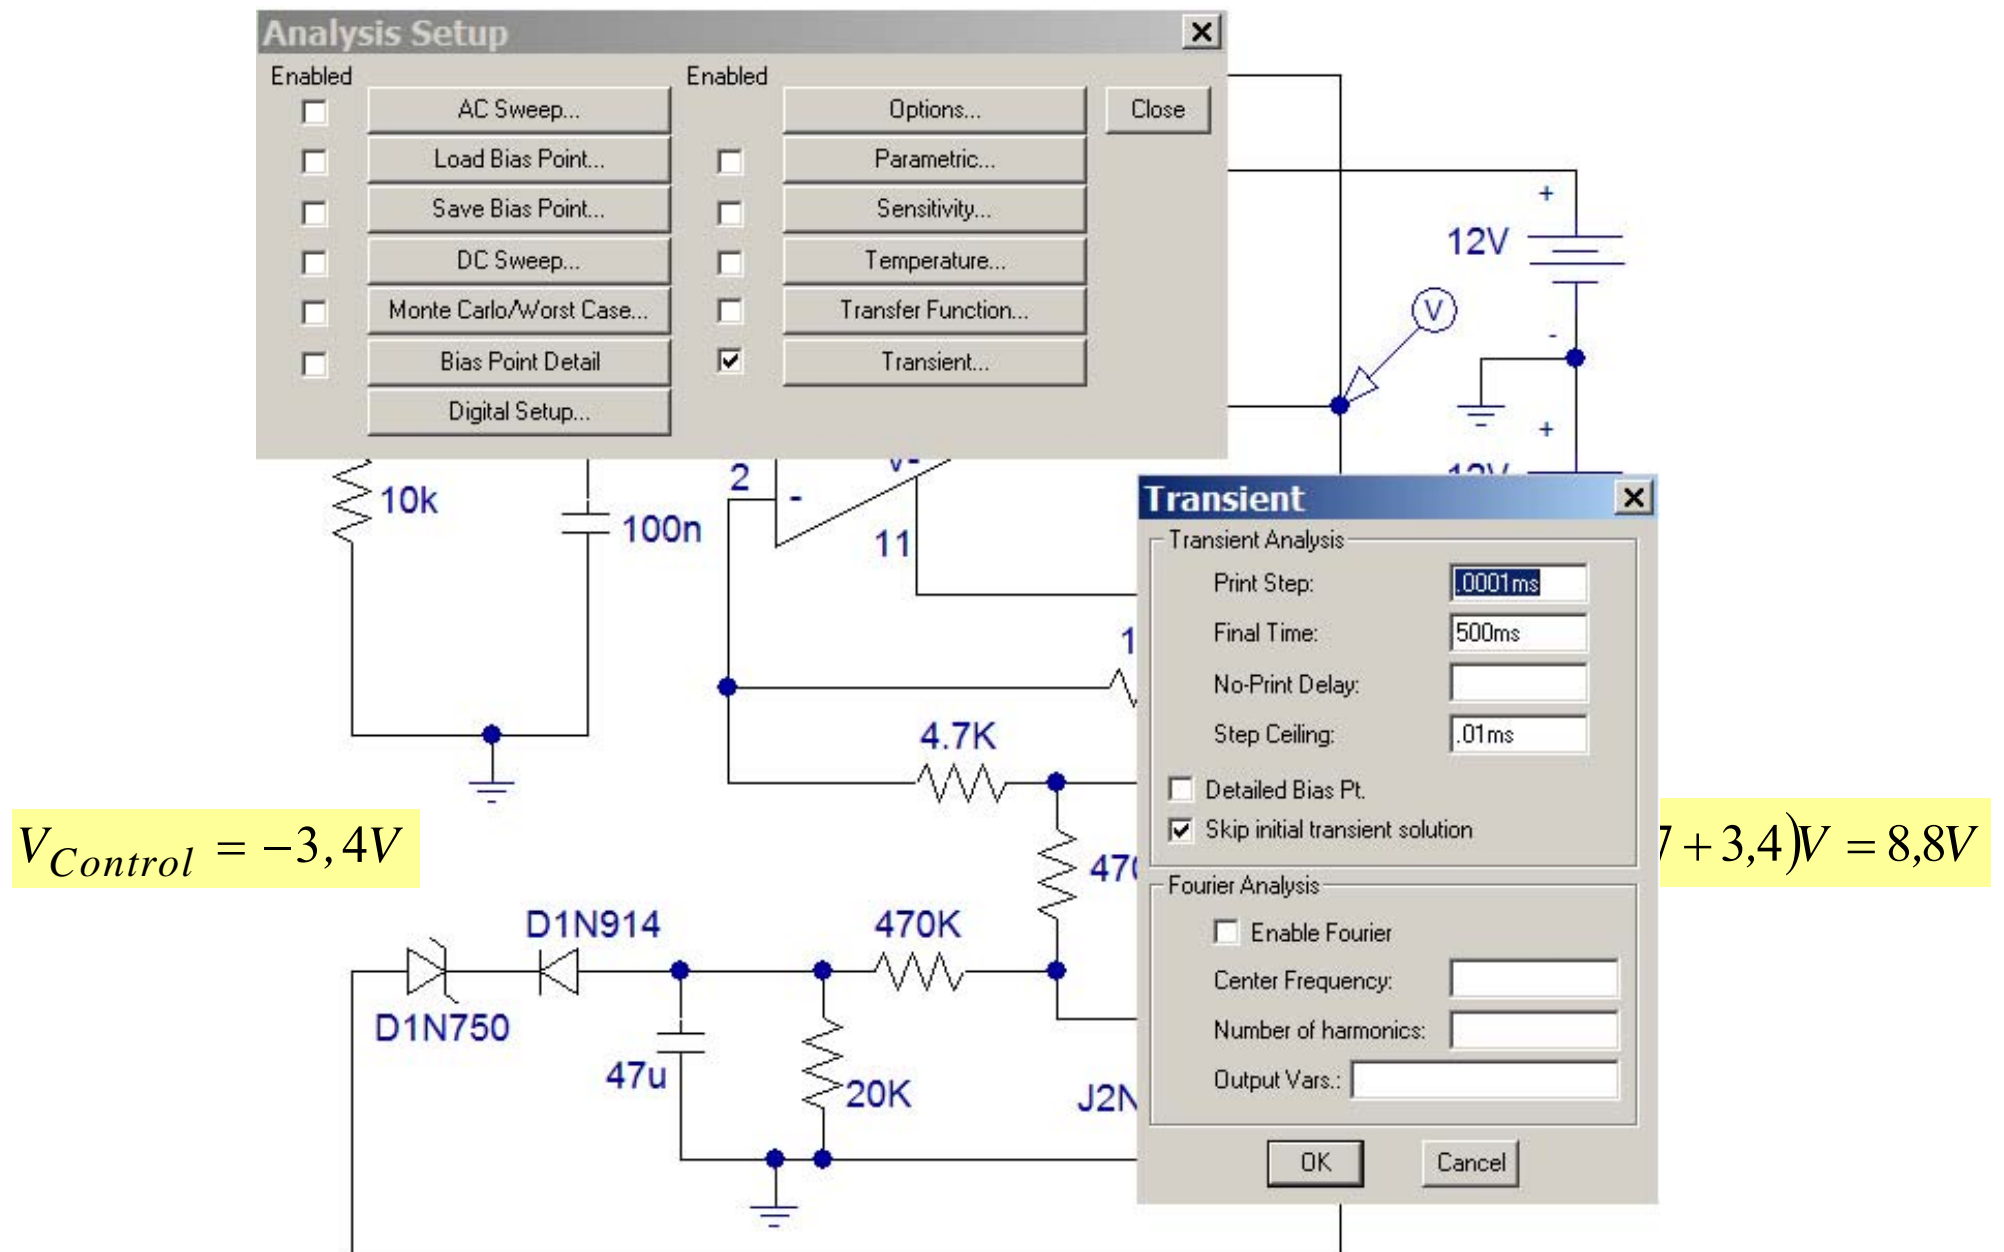 Analysis Setup
Enabled
Enabled
AC Sweep...
Options...
Close
Load Bias Point...
Parametric...
Save Bias Point...
Sensitivity...
DC Sweep...
Temperature...
Monte Carlo/Worst Case...
Transfer Function...
Bias Point Detail
Transient...
Digital Setup...
+
12V
V
-
+
2
-
10k
100n
11
4.7K
D1N914
470K
D1N750
47u
20K
Transient
Transient Analysis
Print Step:
.0001ms
Final Time:
500ms
No-Print Delay:
Step Ceiling:
.01ms
Detailed Bias Pt.
Skip initial transient solution
Fourier Analysis
Enable Fourier
Center Frequency:
Number of harmonics:
Output Vars.:
OK
Cancel
V_Control = −3,4V
+ 3,4)V = 8,8V